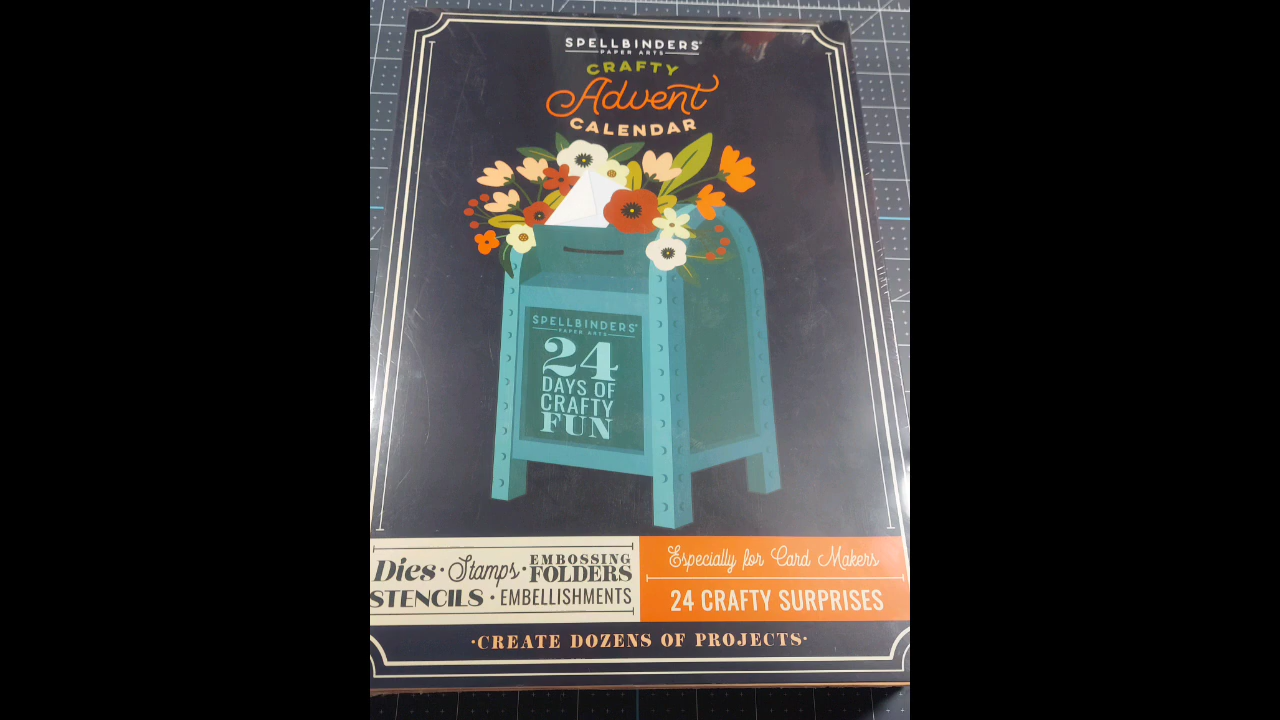 SPELLBINDERS®
PAPER ARTS
CRAFTY
Advent
CALENDAR
SPELLBINDERS®
PAPER ARTS
24
DAYS OF
CRAFTY
FUN
Dies · Stamps · EMBOSSING FOLDERS
STENCILS · EMBELLISHMENTS
Especially for Card Makers
24 CRAFTY SURPRISES
·CREATE DOZENS OF PROJECTS·